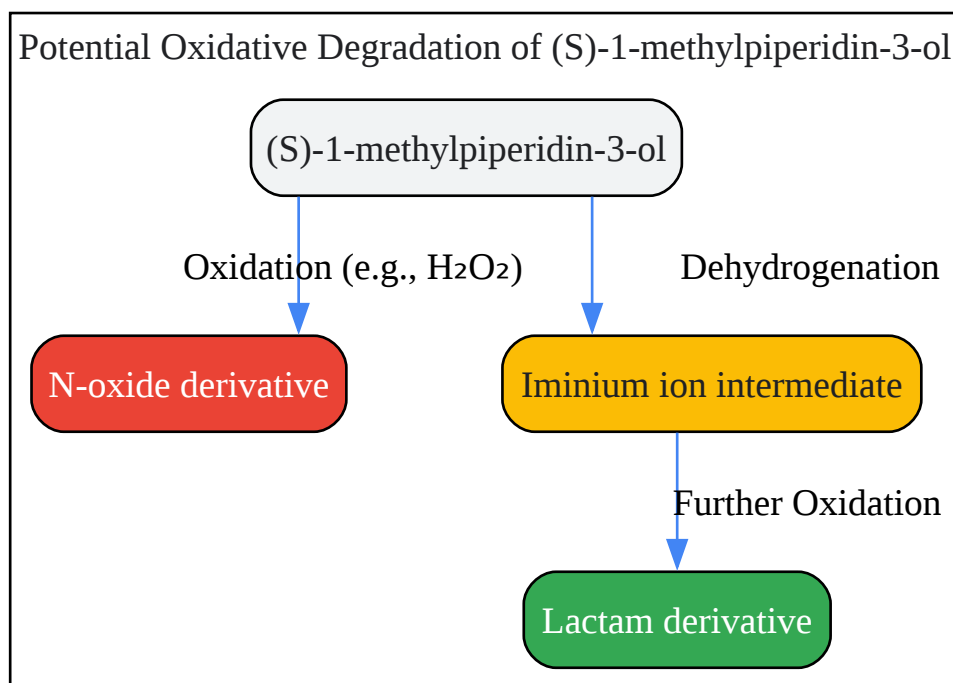 Potential Oxidative Degradation of (S)-1-methylpiperidin-3-ol
(S)-1-methylpiperidin-3-ol
Oxidation (e.g., H₂O₂)
Dehydrogenation
N-oxide derivative
Iminium ion intermediate
Further Oxidation
Lactam derivative